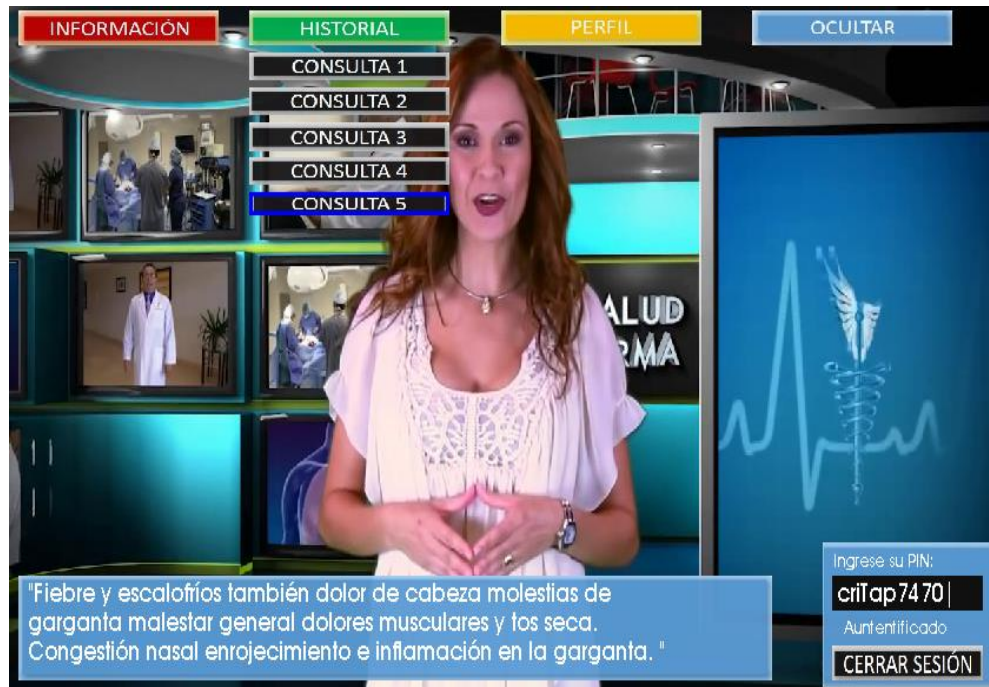 INFORMACIÓN
HISTORIAL
PERFIL
OCULTAR
CONSULTA 1
CONSULTA 2
CONSULTA 3
CONSULTA 4
CONSULTA 5
ALUD
RMA
Ingrese su PIN:
criTap7470
Auntentificado
CERRAR SESIÓN
"Fiebre y escalofríos también dolor de cabeza molestias de
garganta malestar general dolores musculares y tos seca.
Congestión nasal enrojecimiento e inflamación en la garganta. "